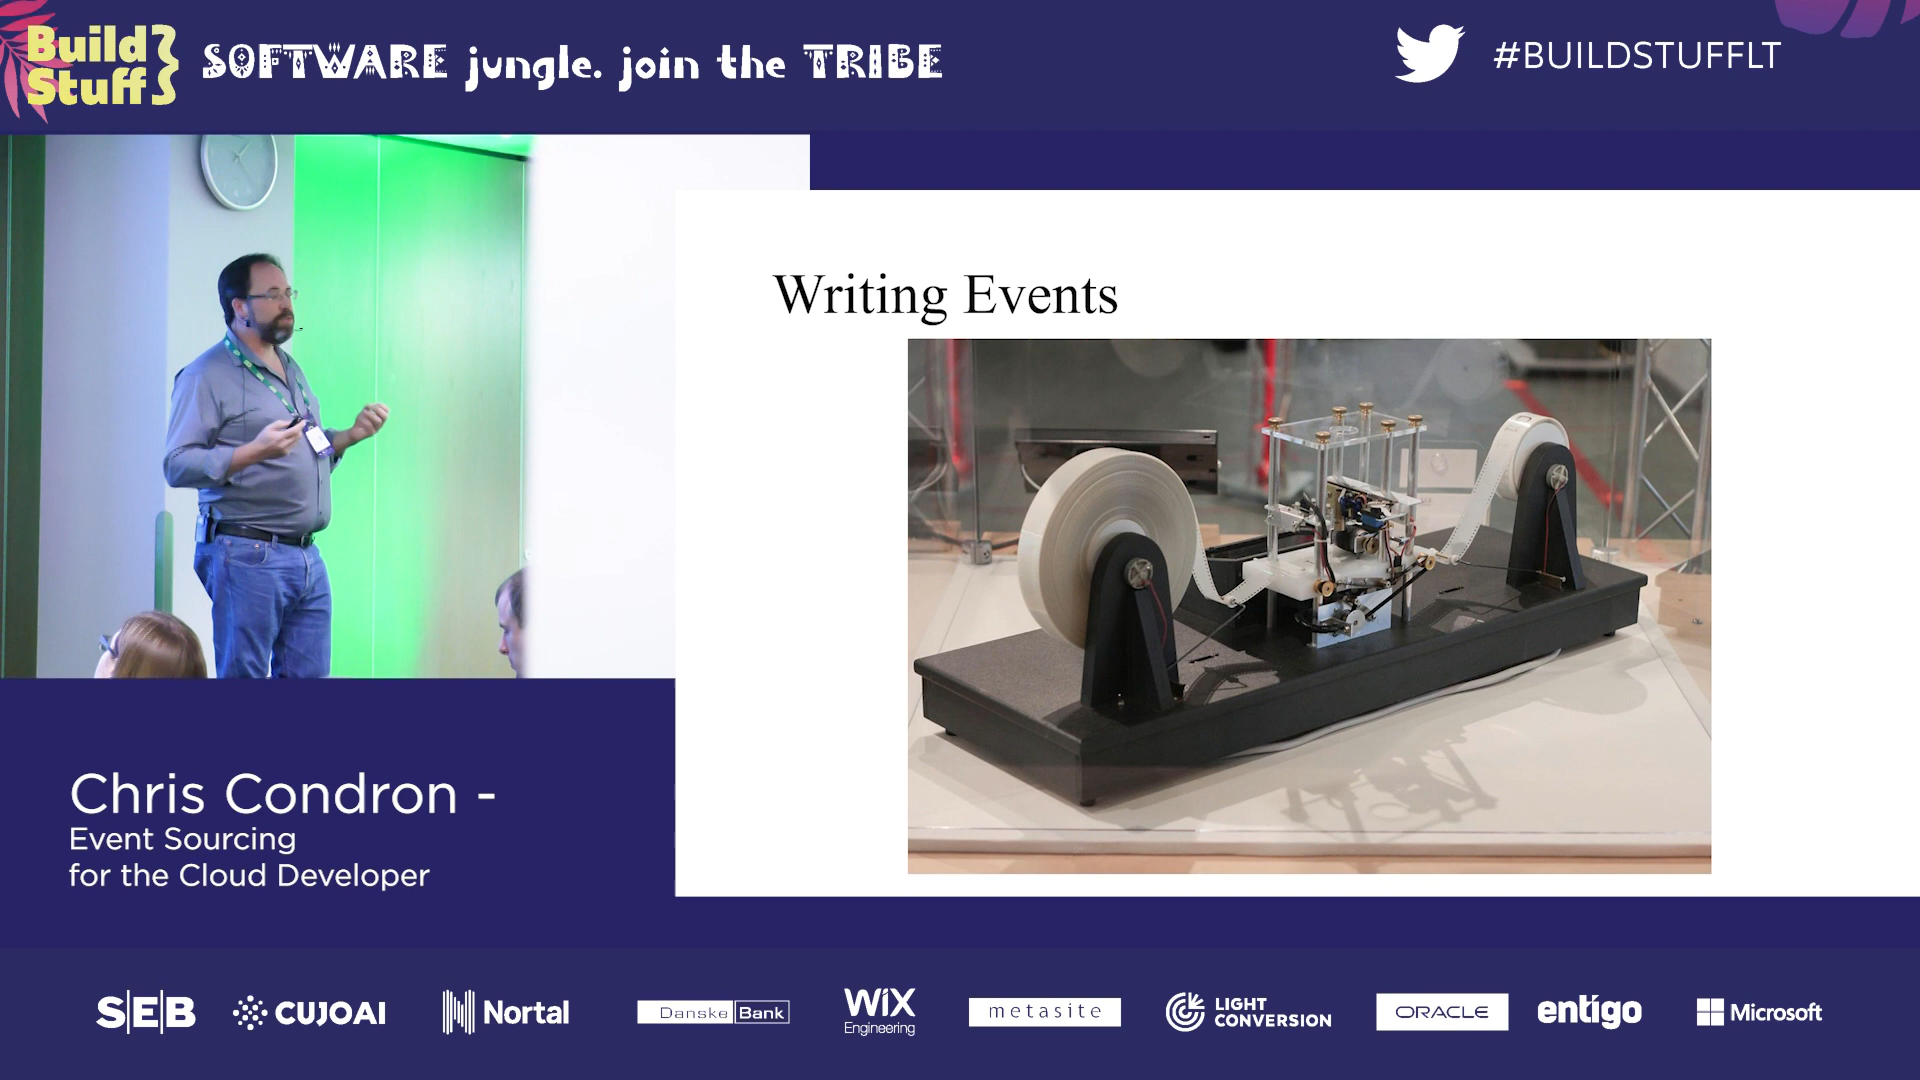 Build
Stuff
SOFTWARE jungle. join the TRIBE
#BUILDSTUFFLT
Writing Events
Chris Condron -
Event Sourcing
for the Cloud Developer
S|E|B
CUJOAI
Nortal
Danske Bank
WiX
Engineering
metasite
LIGHT
CONVERSION
ORACLE
entigo
Microsoft